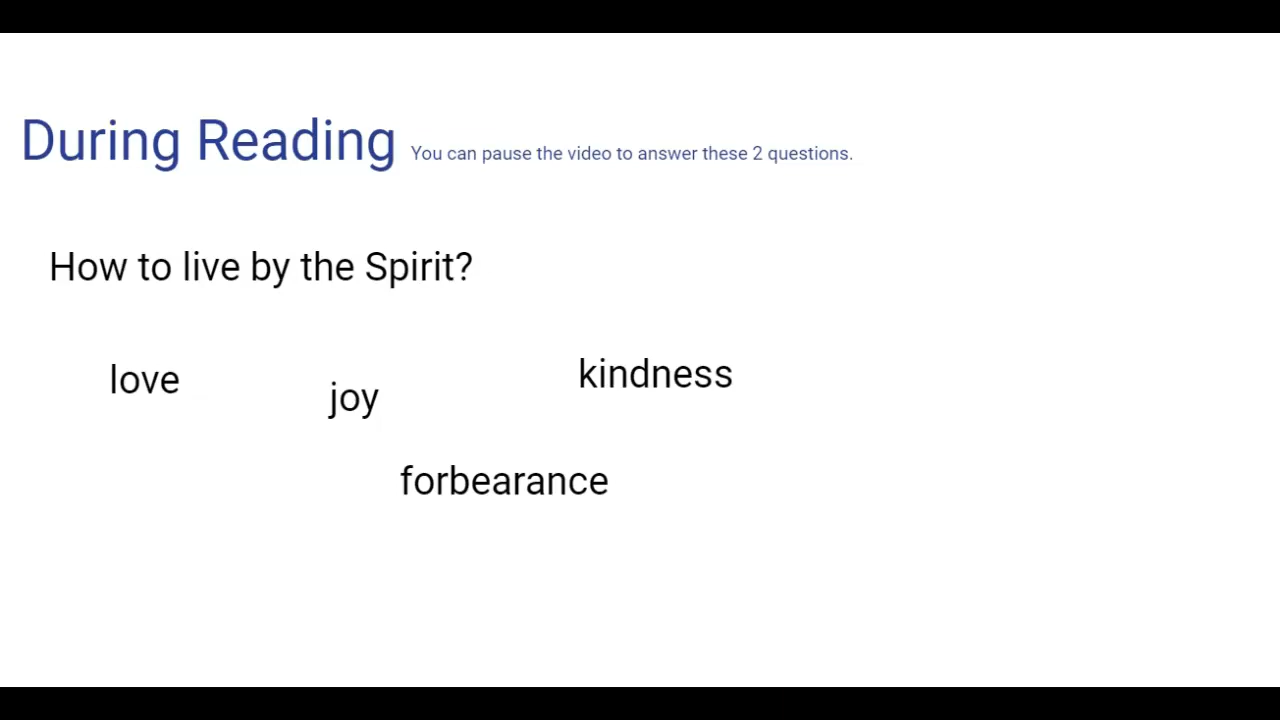 During Reading You can pause the video to answer these 2 questions.
How to live by the Spirit?
love joy kindness
forbearance